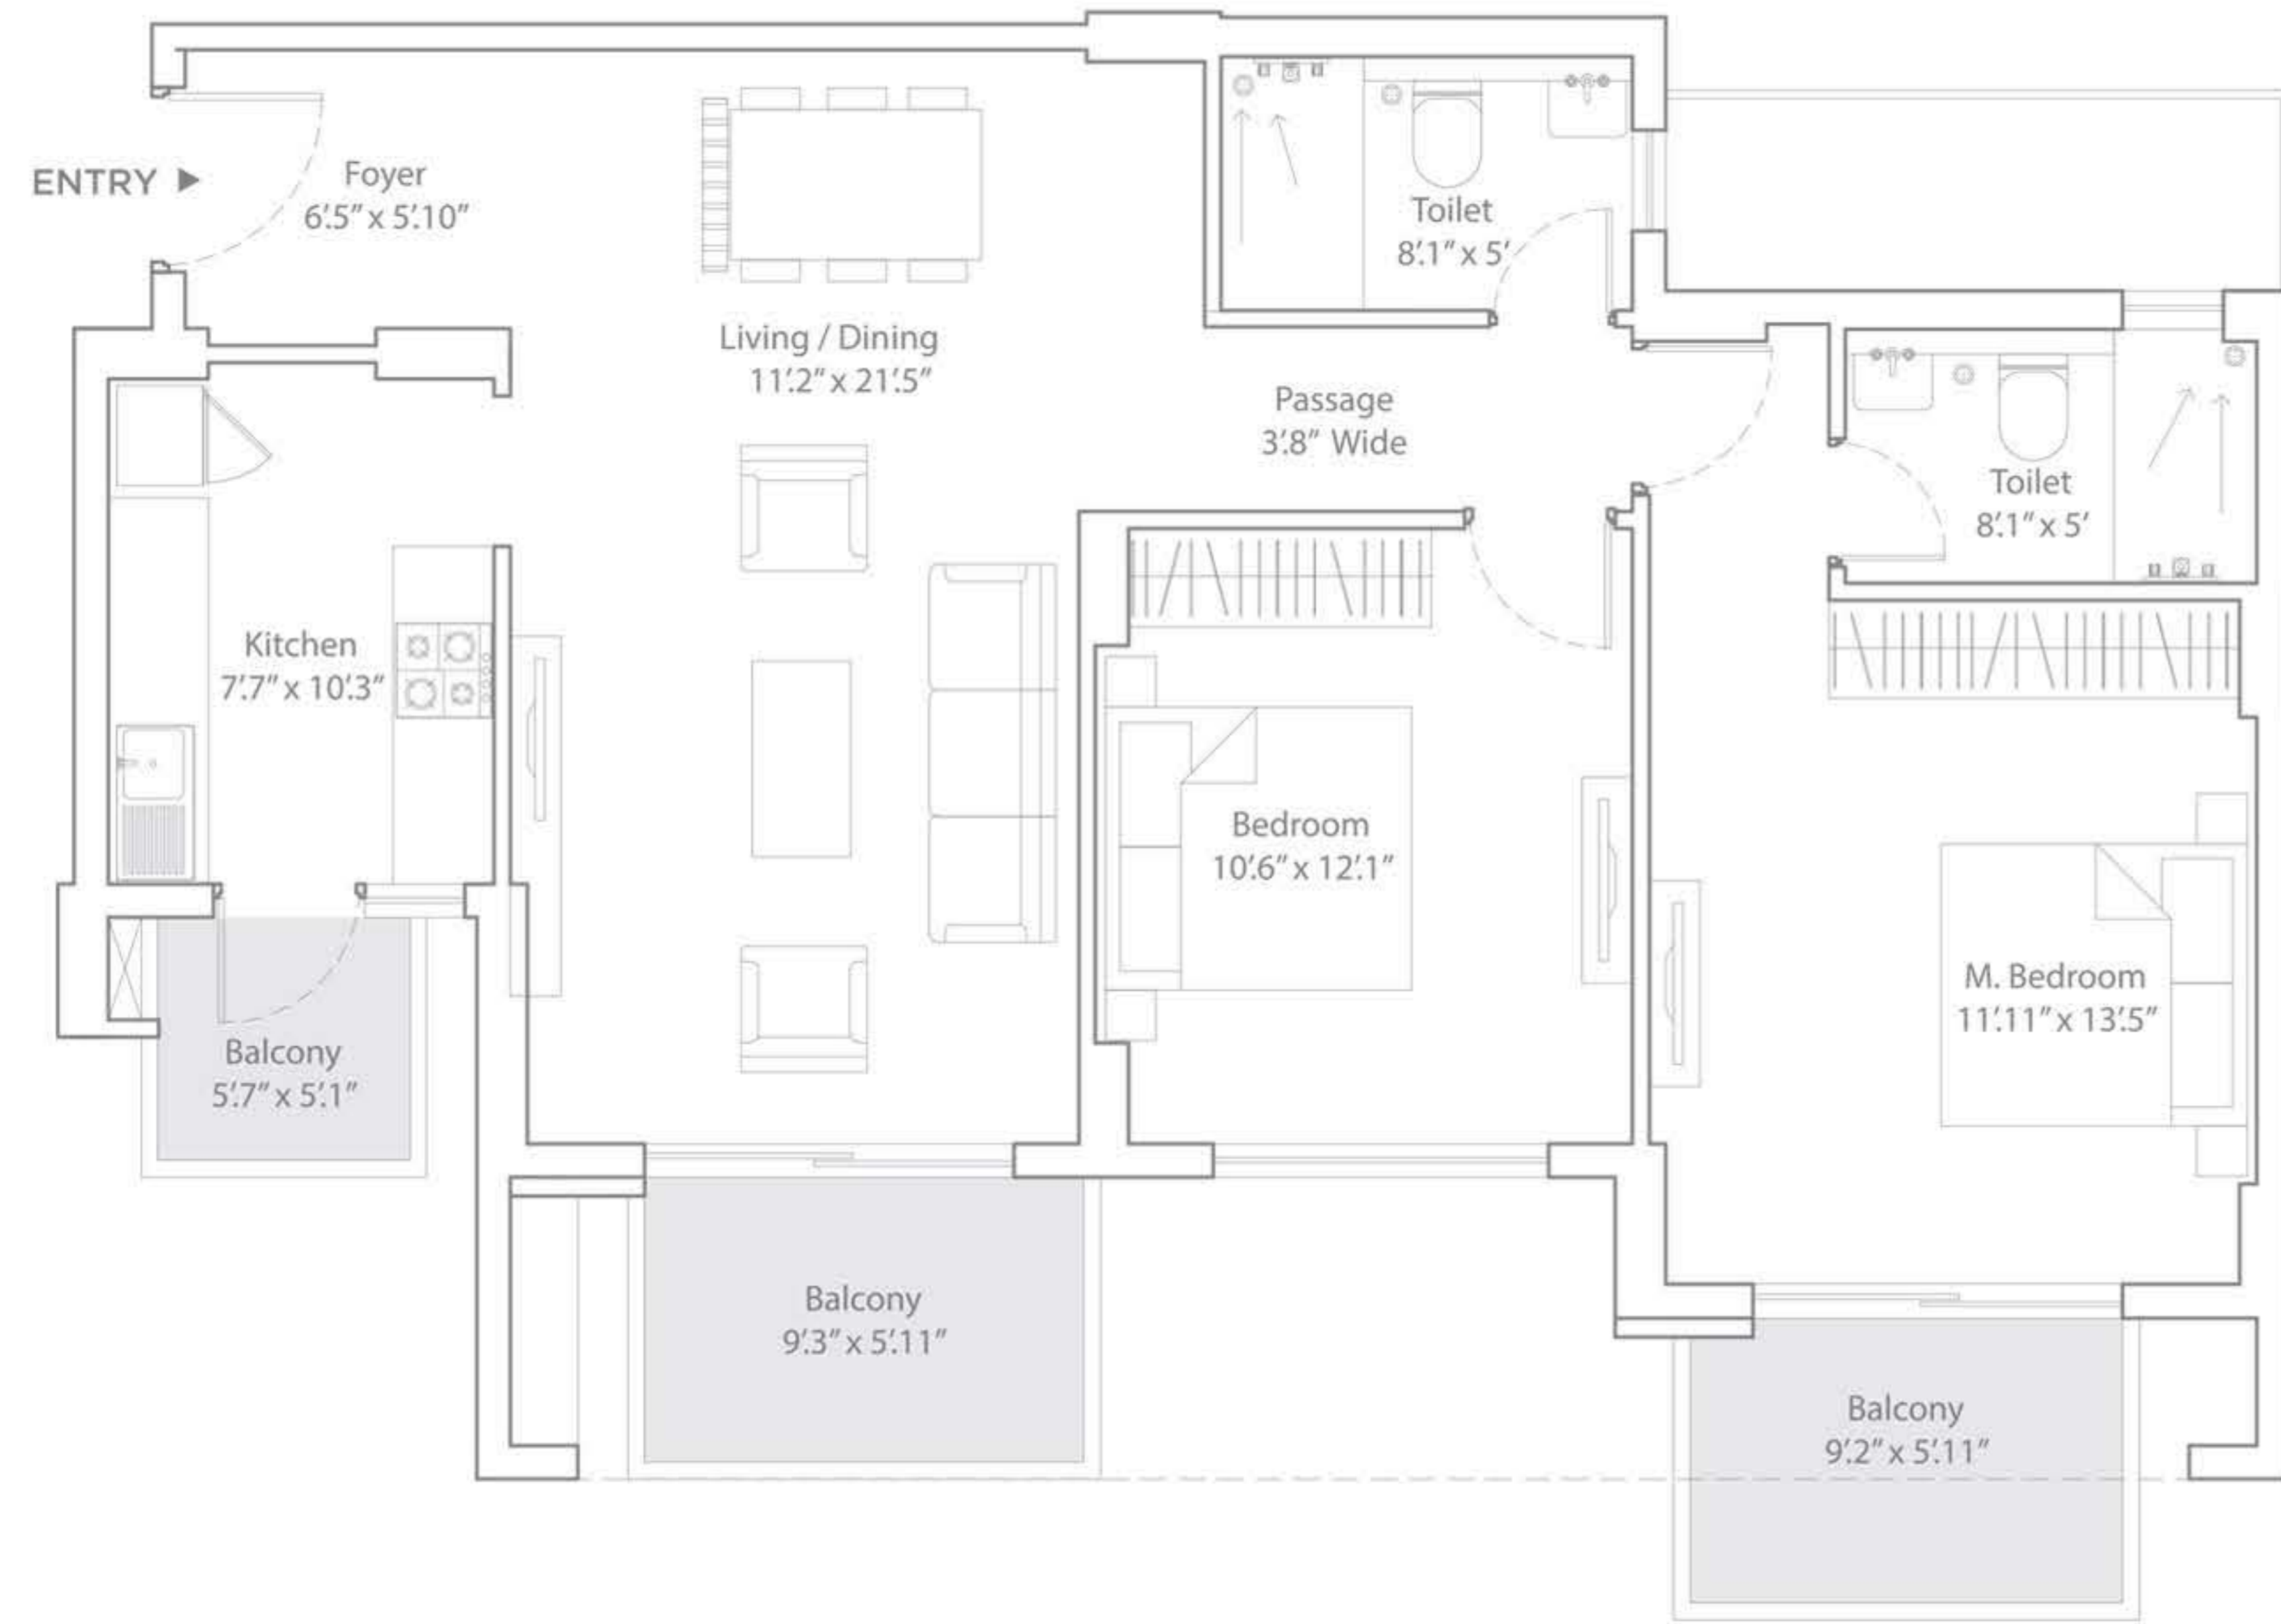 ENTRY ▶
Foyer
6'.5" x 5'.10"
Living / Dining
11'.2" x 21'.5"
Toilet
8'.1" x 5'
Passage
3'.8" Wide
Toilet
8'.1" x 5'
Kitchen
7'.7" x 10'.3"
Bedroom
10'.6" x 12'.1"
M. Bedroom
11'.11" x 13'.5"
Balcony
5'.7" x 5'.1"
Balcony
9'.3" x 5'.11"
Balcony
9'.2" x 5'.11"